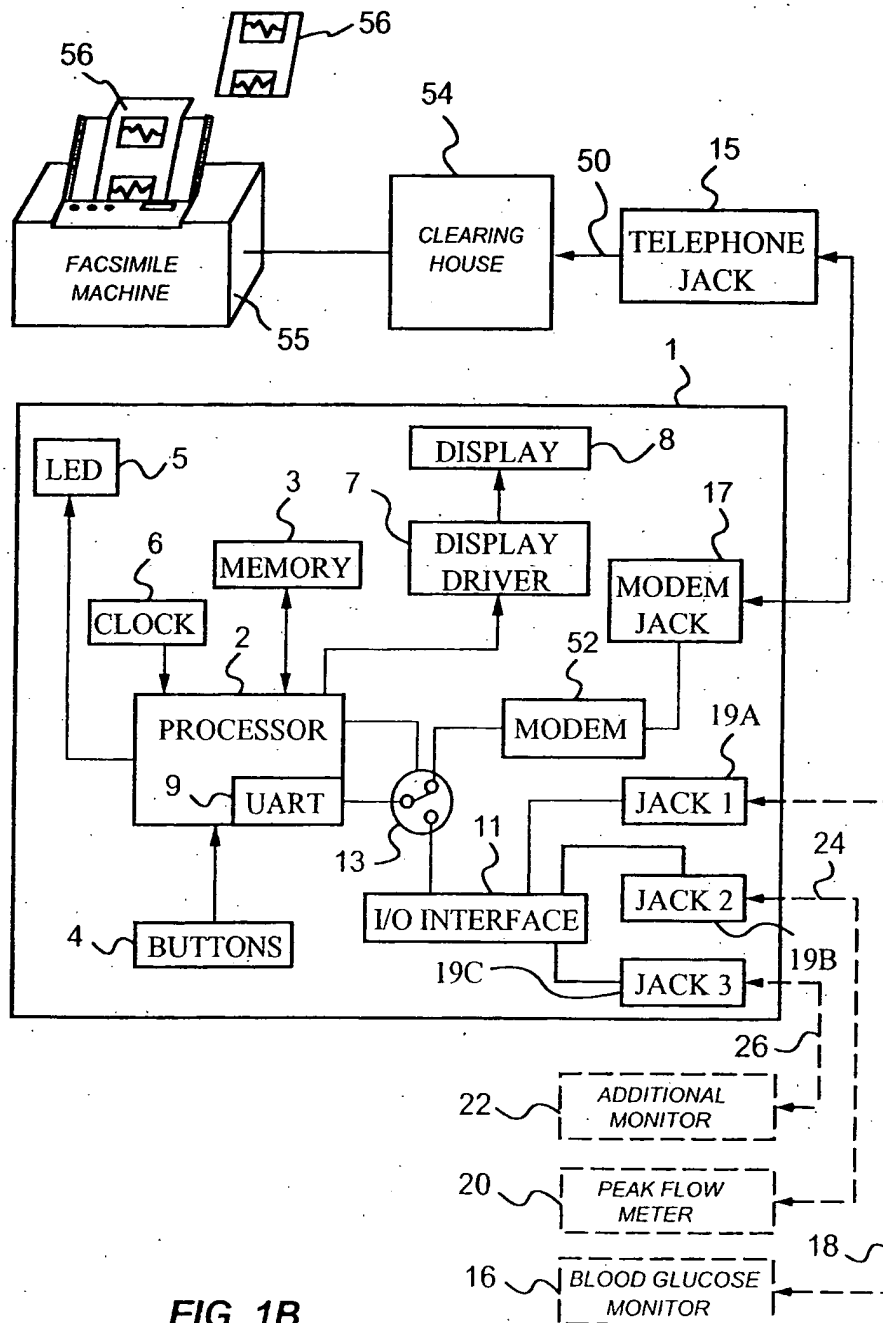 56
56
54
50
15
CLEARING
HOUSE
TELEPHONE
JACK
FACSIMILE
MACHINE
55
1
LED
5
DISPLAY
8
3
7
17
MEMORY
DISPLAY
DRIVER
6
MODEM
JACK
CLOCK
2
52
PROCESSOR
MODEM
19A
9
UART
JACK 1
13
11
24
I/O INTERFACE
JACK 2
4
BUTTONS
19C
19B
JACK 3
26
22
ADDITIONAL
MONITOR
20
PEAK FLOW
METER
18
16
BLOOD GLUCOSE
MONITOR
FIG. 1B